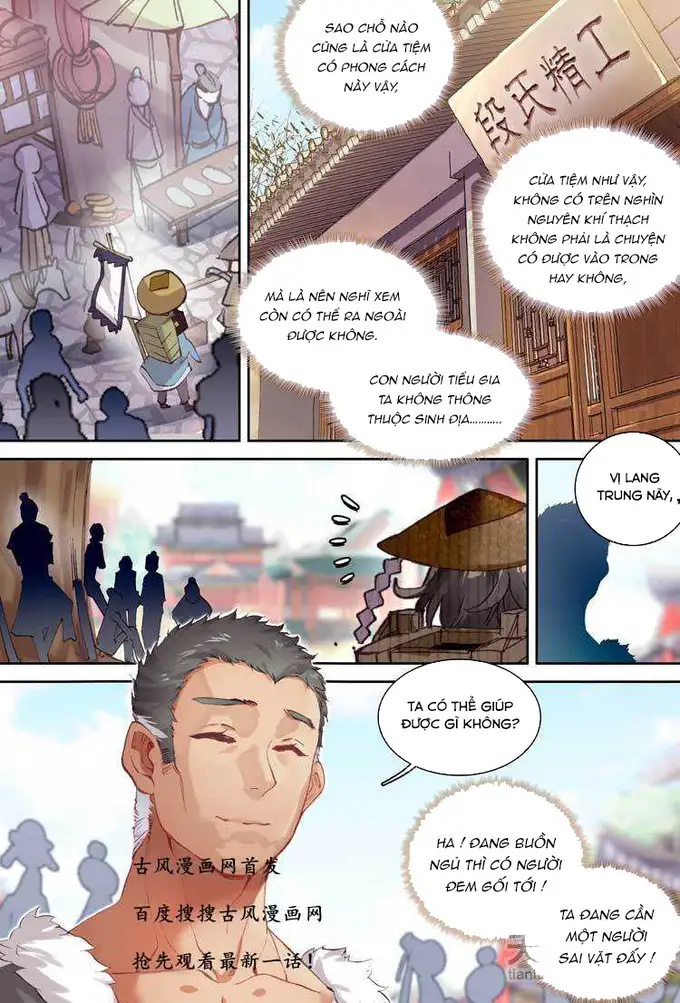 SAO CHỖ NÀO
CŨNG LÀ CỬA TIỆM
CÓ PHONG CÁCH
NÀY VẬY,
段氏精工
CỬA TIỆM NHƯ VẬY,
KHÔNG CÓ TRÊN NGHÌN
NGUYÊN KHÍ THẠCH
KHÔNG PHẢI LÀ CHUYỆN
CÓ ĐƯỢC VÀO TRONG
HAY KHÔNG,
MÀ LÀ NÊN NGHĨ XEM
CÒN CÓ THỂ RA NGOÀI
ĐƯỢC KHÔNG.
CON NGƯỜI TIỂU GIA
TA KHÔNG THÔNG
THUỘC SINH ĐỊA...........
VỊ LANG
TRUNG NÀY,
TA CÓ THỂ GIÚP
ĐƯỢC GÌ KHÔNG?
HA ! ĐANG BUỒN
NGỦ THÌ CÓ NGƯỜI
ĐEM GỐI TỚI !
TA ĐANG CẦN
MỘT NGƯỜI
SAI VẶT ĐẤY !
古风漫画网首发
百度搜搜古风漫画网
抢先观看最新一话！